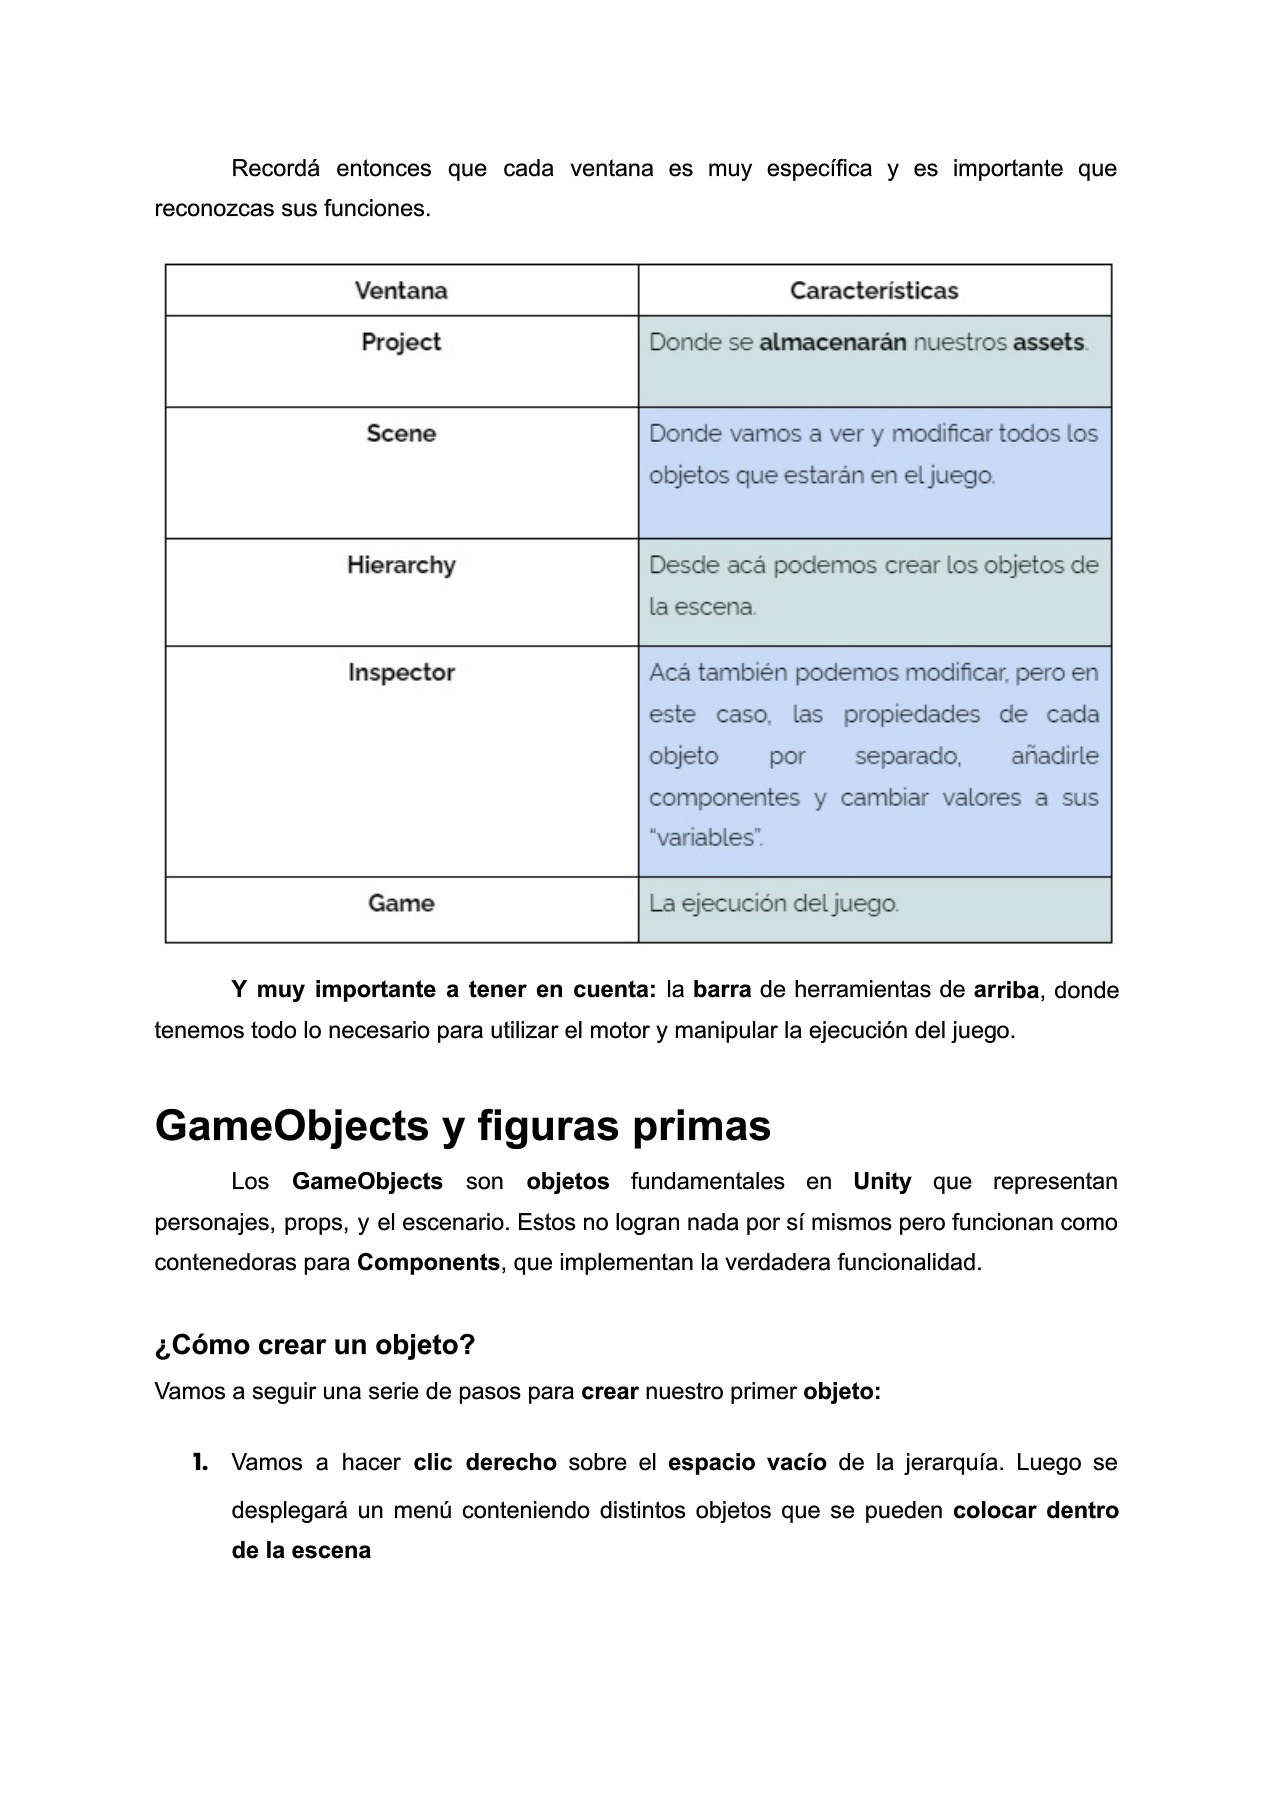 Recordá entonces que cada ventana es muy específica y es importante que
reconozcas sus funciones.
Ventana
Características
Project
Donde se almacenarán nuestros assets.
Scene
Donde vamos a ver y modificar todos los
objetos que estarán en el juego.
Hierarchy
Desde acá podemos crear los objetos de
la escena.
Inspector
Acá también podemos modificar, pero en
este caso, las propiedades de cada
objeto por separado, añadirle
componentes y cambiar valores a sus
“variables”.
Game
La ejecución del juego.
Y muy importante a tener en cuenta: la barra de herramientas de arriba, donde
tenemos todo lo necesario para utilizar el motor y manipular la ejecución del juego.
GameObjects y figuras primas
Los GameObjects son objetos fundamentales en Unity que representan
personajes, props, y el escenario. Estos no logran nada por sí mismos pero funcionan como
contenedoras para Components, que implementan la verdadera funcionalidad.
¿Cómo crear un objeto?
Vamos a seguir una serie de pasos para crear nuestro primer objeto:
1. Vamos a hacer clic derecho sobre el espacio vacío de la jerarquía. Luego se
desplegará un menú conteniendo distintos objetos que se pueden colocar dentro
de la escena